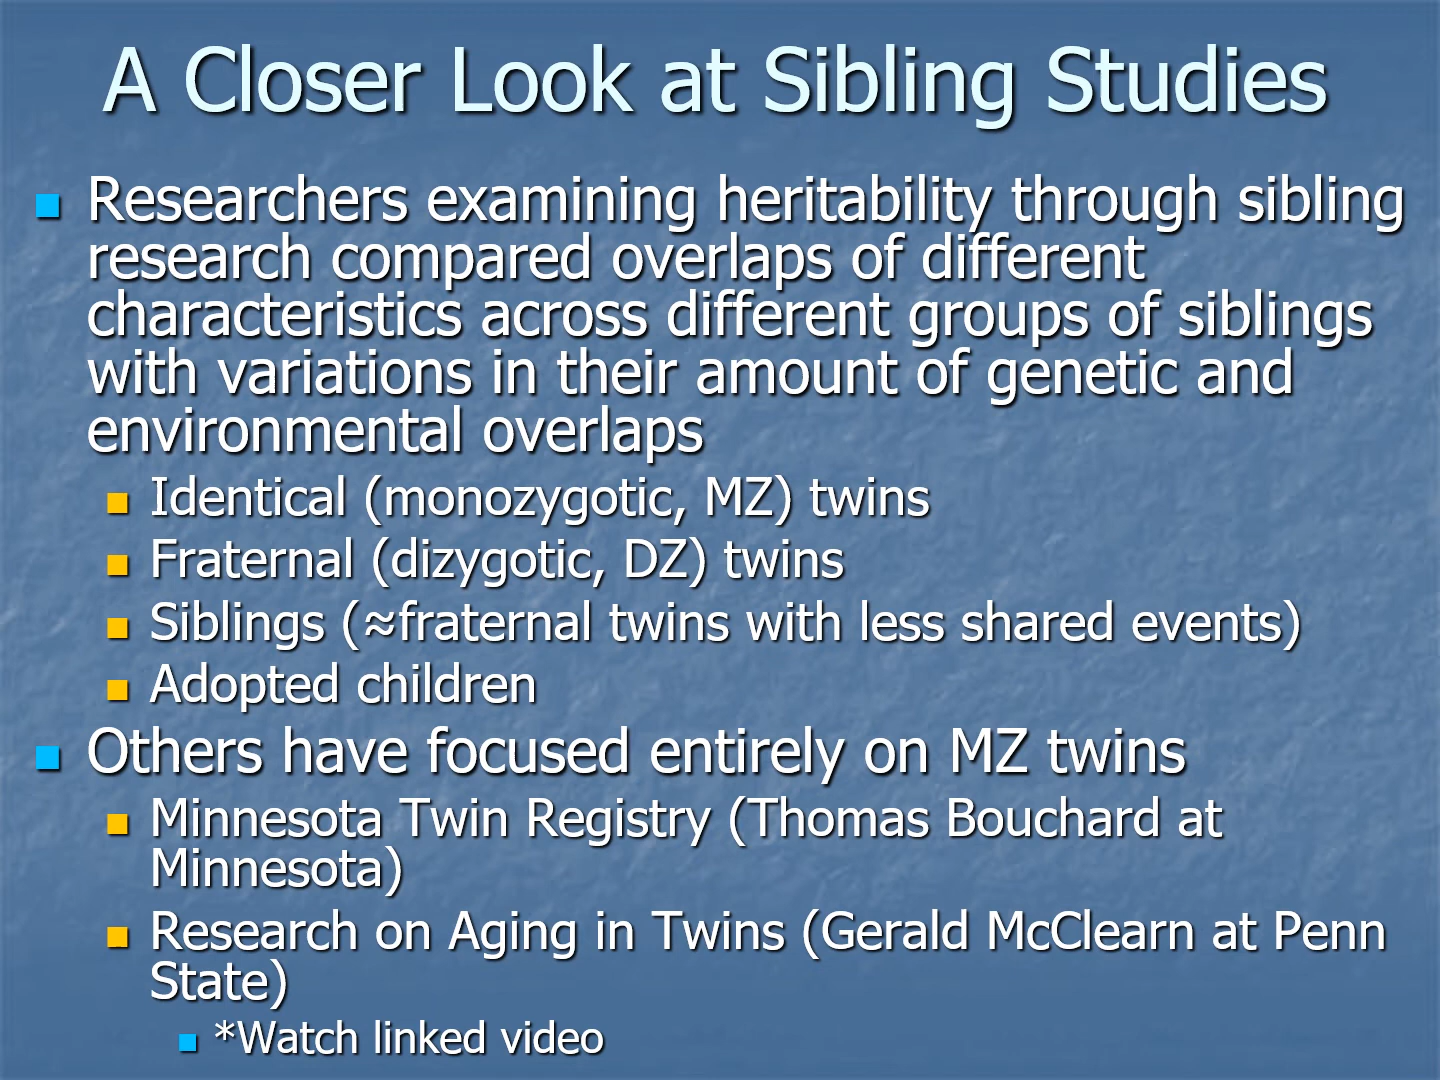 A Closer Look at Sibling Studies
Researchers examining heritability through sibling
research compared overlaps of different
characteristics across different groups of siblings
with variations in their amount of genetic and
environmental overlaps
Identical (monozygotic, MZ) twins
Fraternal (dizygotic, DZ) twins
Siblings (≈fraternal twins with less shared events)
Adopted children
Others have focused entirely on MZ twins
Minnesota Twin Registry (Thomas Bouchard at
Minnesota)
Research on Aging in Twins (Gerald McClearn at Penn
State)
*Watch linked video